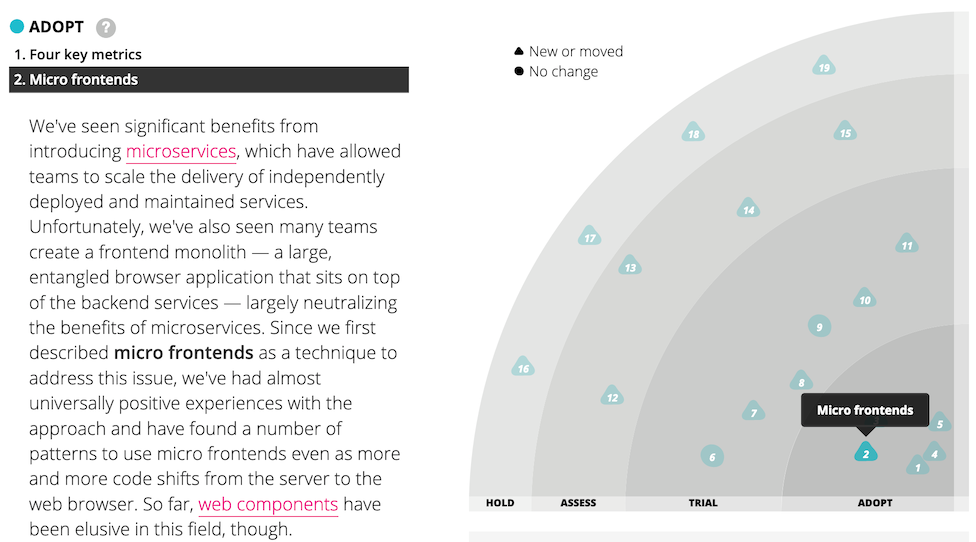 ADOPT ?
1. Four key metrics
2. Micro frontends
We've seen significant benefits from
introducing microservices, which have allowed
teams to scale the delivery of independently
deployed and maintained services.
Unfortunately, we've also seen many teams
create a frontend monolith — a large,
entangled browser application that sits on top
of the backend services — largely neutralizing
the benefits of microservices. Since we first
described micro frontends as a technique to
address this issue, we've had almost
universally positive experiences with the
approach and have found a number of
patterns to use micro frontends even as more
and more code shifts from the server to the
web browser. So far, web components have
been elusive in this field, though.
New or moved
No change
19
18
15
14
17
11
13
10
9
16
8
12
7
Micro frontends
5
6
2
4
1
HOLD
ASSESS
TRIAL
ADOPT